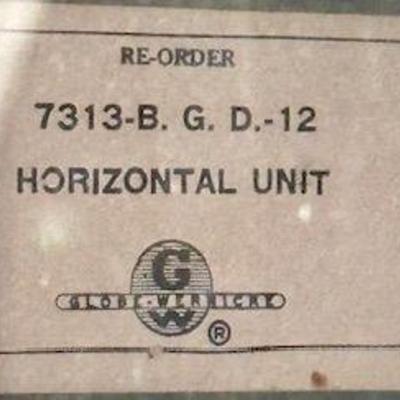 RE-ORDER
7313-B. G. D.-12
HORIZONTAL UNIT
G
GLOBE-WERNICKE
W
®